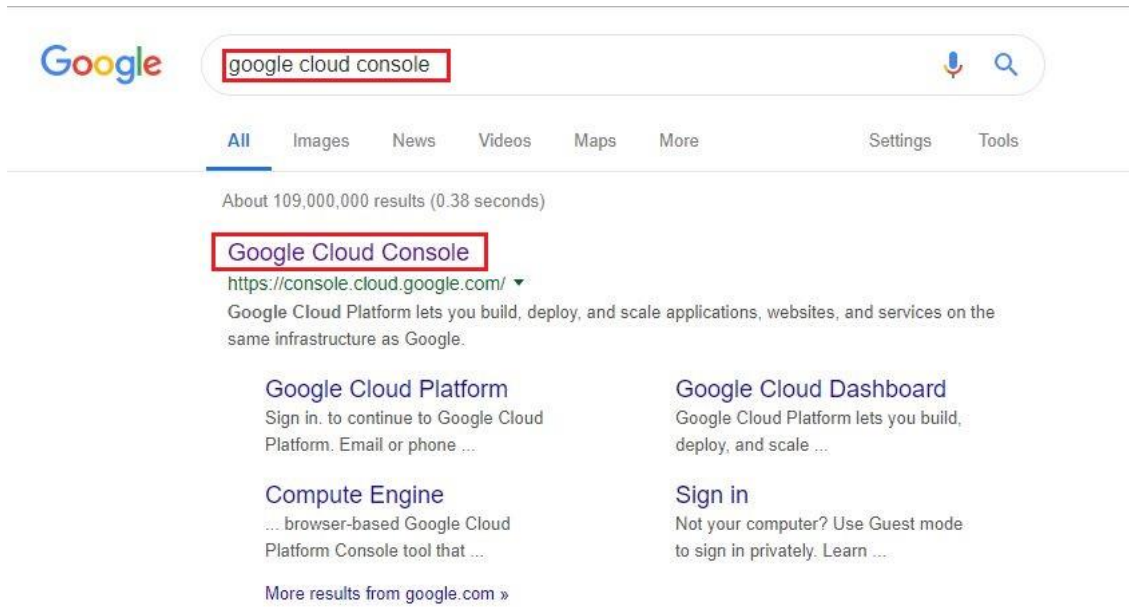 Google
google cloud console
All Images News Videos Maps More Settings Tools
About 109,000,000 results (0.38 seconds)
Google Cloud Console
https://console.cloud.google.com/
Google Cloud Platform lets you build, deploy, and scale applications, websites, and services on the
same infrastructure as Google.
Google Cloud Platform
Sign in. to continue to Google Cloud
Platform. Email or phone ...
Google Cloud Dashboard
Google Cloud Platform lets you build,
deploy, and scale ...
Compute Engine
... browser-based Google Cloud
Platform Console tool that ...
Sign in
Not your computer? Use Guest mode
to sign in privately. Learn ...
More results from google.com »